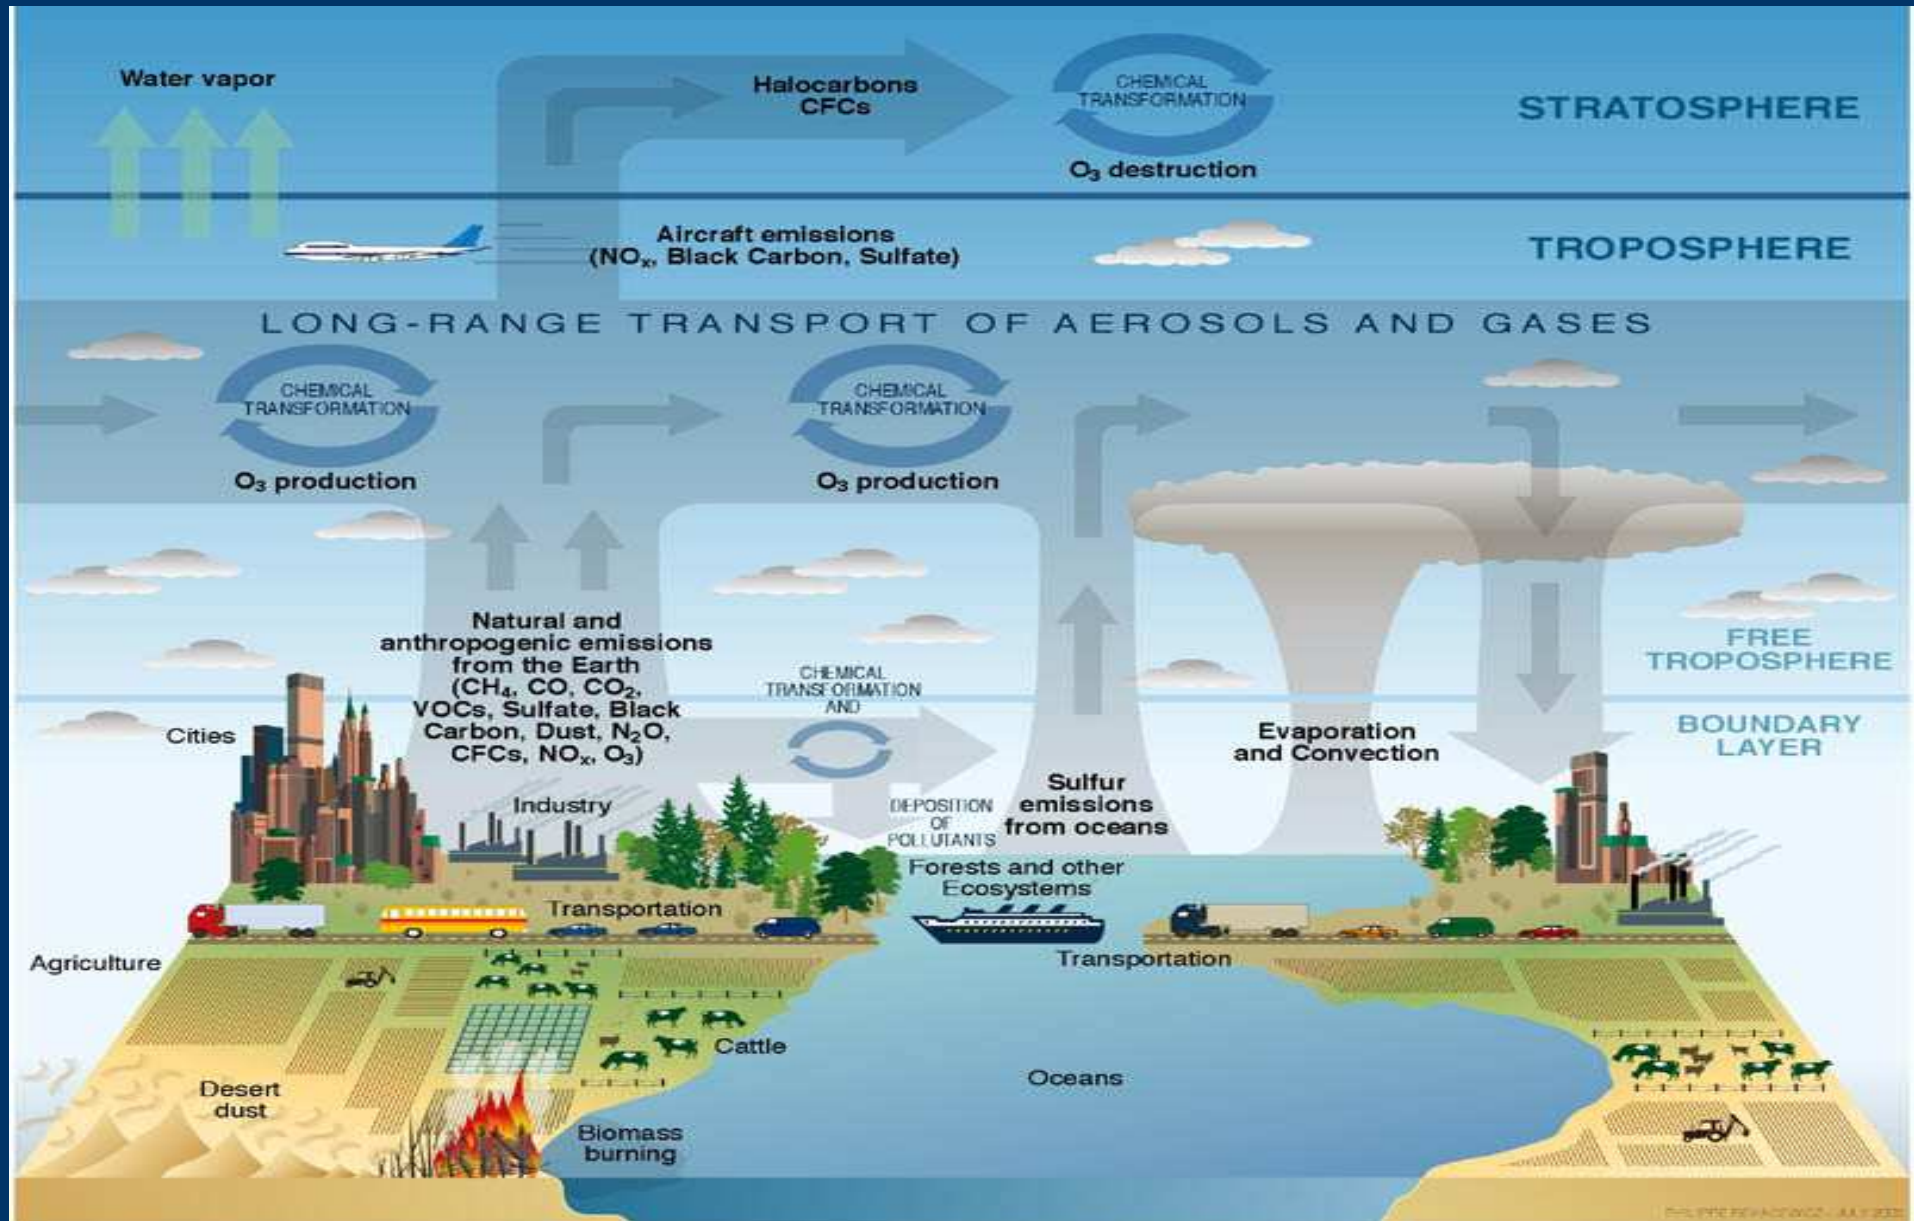 Water vapor
Halocarbons
CFCs
CHEMICAL
TRANSFORMATION
O₃ destruction
STRATOSPHERE
Aircraft emissions
(NOₓ, Black Carbon, Sulfate)
TROPOSPHERE
LONG-RANGE TRANSPORT OF AEROSOLS AND GASES
CHEMICAL
TRANSFORMATION
O₃ production
CHEMICAL
TRANSFORMATION
O₃ production
Natural and
anthropogenic emissions
from the Earth
(CH₄, CO, CO₂,
VOCs, Sulfate, Black
Carbon, Dust, N₂O,
CFCs, NOₓ, O₃)
CHEMICAL
TRANSFORMATION
AND
DEPOSITION
OF
POLLUTANTS
FREE
TROPOSPHERE
BOUNDARY
LAYER
Cities
Industry
Evaporation
and Convection
Sulfur
emissions
from oceans
Forests and other
Ecosystems
Transportation
Transportation
Agriculture
Cattle
Oceans
Desert
dust
Biomass
burning
PHILIPPE REKACEWICZ - JULY